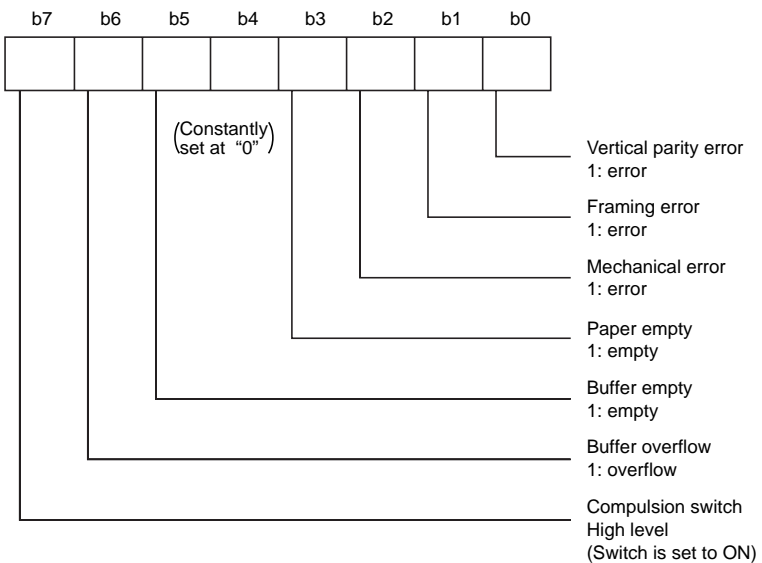 b7 b6 b5 b4 b3 b2 b1 b0
(Constantly
set at “0”)
Vertical parity error
1: error
Framing error
1: error
Mechanical error
1: error
Paper empty
1: empty
Buffer empty
1: empty
Buffer overflow
1: overflow
Compulsion switch
High level
(Switch is set to ON)